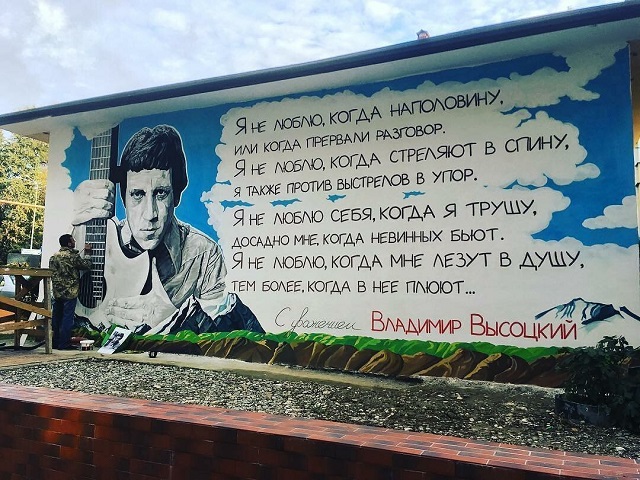 Я НЕ ЛЮБЛЮ, КОГДА НАПОЛОВИНУ,
ИЛИ КОГДА ПРЕРВАЛИ РАЗГОВОР.
Я НЕ ЛЮБЛЮ, КОГДА СТРЕЛЯЮТ В СПИНУ,
Я ТАКЖЕ ПРОТИВ ВЫСТРЕЛОВ В УПОР.
Я НЕ ЛЮБЛЮ СЕБЯ, КОГДА Я ТРУШУ,
ДОСАДНО МНЕ, КОГДА НЕВИННЫХ БЬЮТ.
Я НЕ ЛЮБЛЮ, КОГДА МНЕ ЛЕЗУТ В ДУШУ,
ТЕМ БОЛЕЕ, КОГДА В НЕЕ ПЛЮЮТ...
С уважением ВЛАДИМИР ВЫСОЦКИЙ